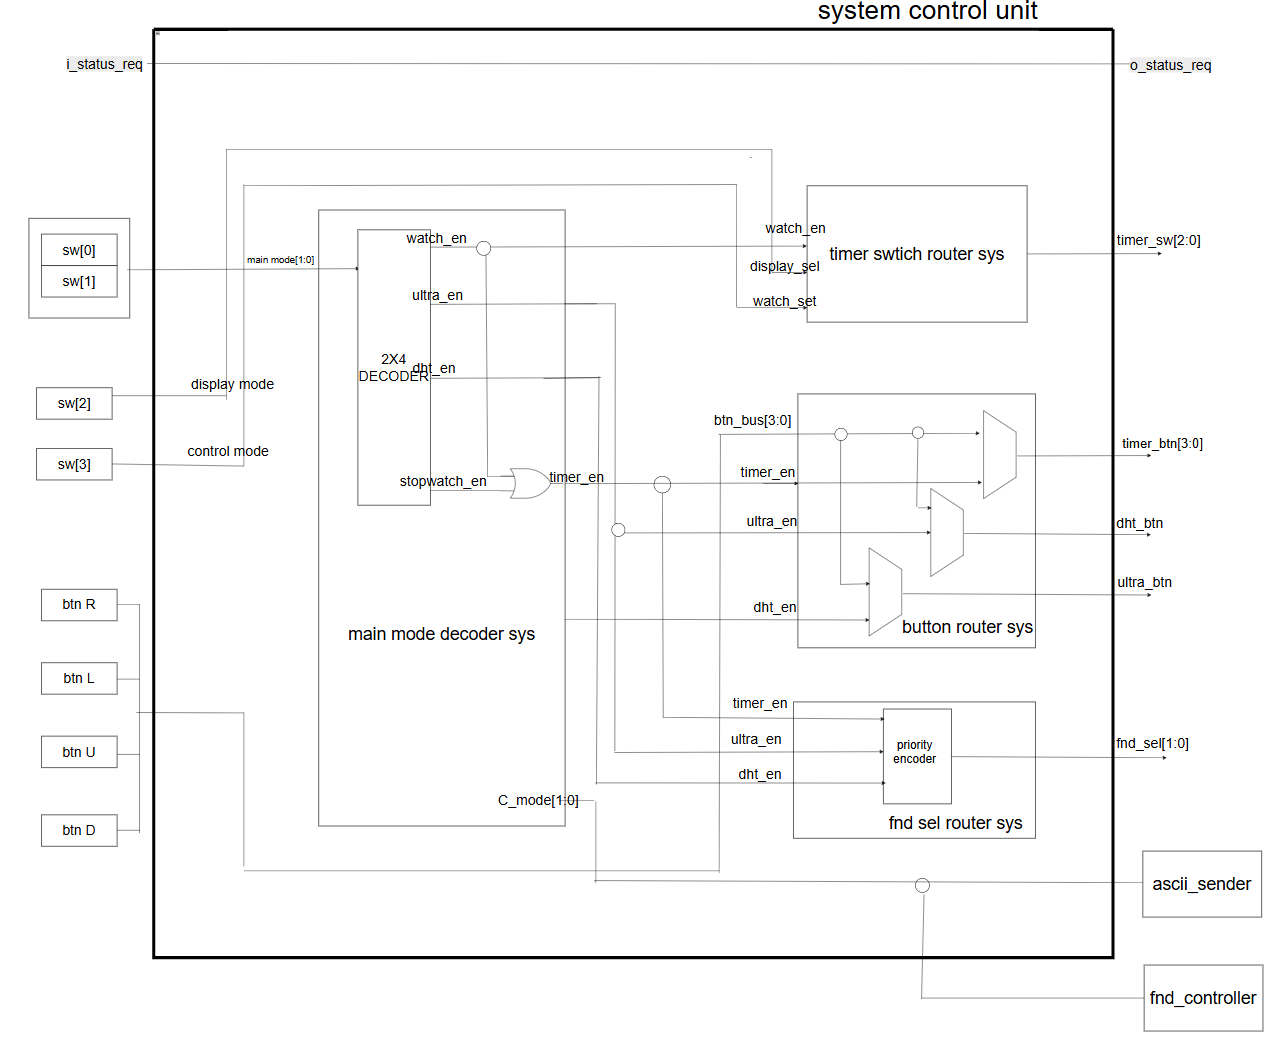 system control unit
i_status_req
o_status_req
sw[0]
sw[1]
main mode[1:0]
watch_en
ultra_en
2X4
DECODER
dht_en
stopwatch_en
timer_en
main mode decoder sys
C_mode[1:0]
watch_en
display_sel
watch_set
timer swtich router sys
timer_sw[2:0]
sw[2]
display mode
sw[3]
control mode
btn_bus[3:0]
timer_en
ultra_en
dht_en
button router sys
timer_btn[3:0]
dht_btn
ultra_btn
btn R
btn L
btn U
btn D
timer_en
ultra_en
dht_en
priority
encoder
fnd sel router sys
fnd_sel[1:0]
ascii_sender
fnd_controller